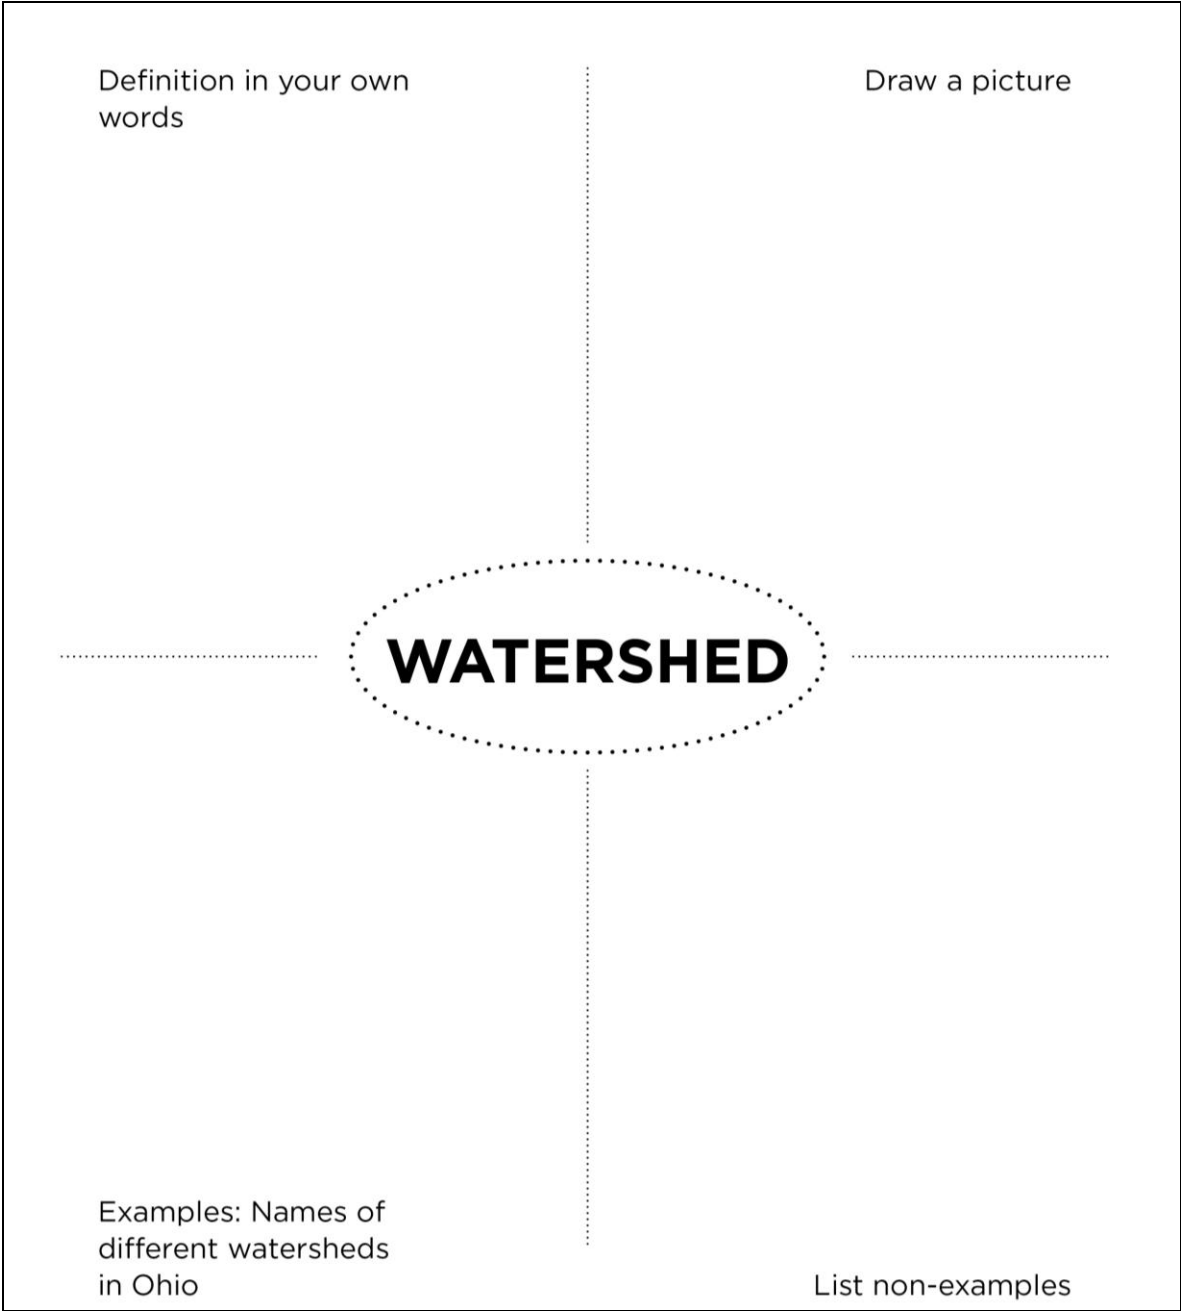 Definition in your own
words
Draw a picture
WATERSHED
Examples: Names of
different watersheds
in Ohio
List non-examples